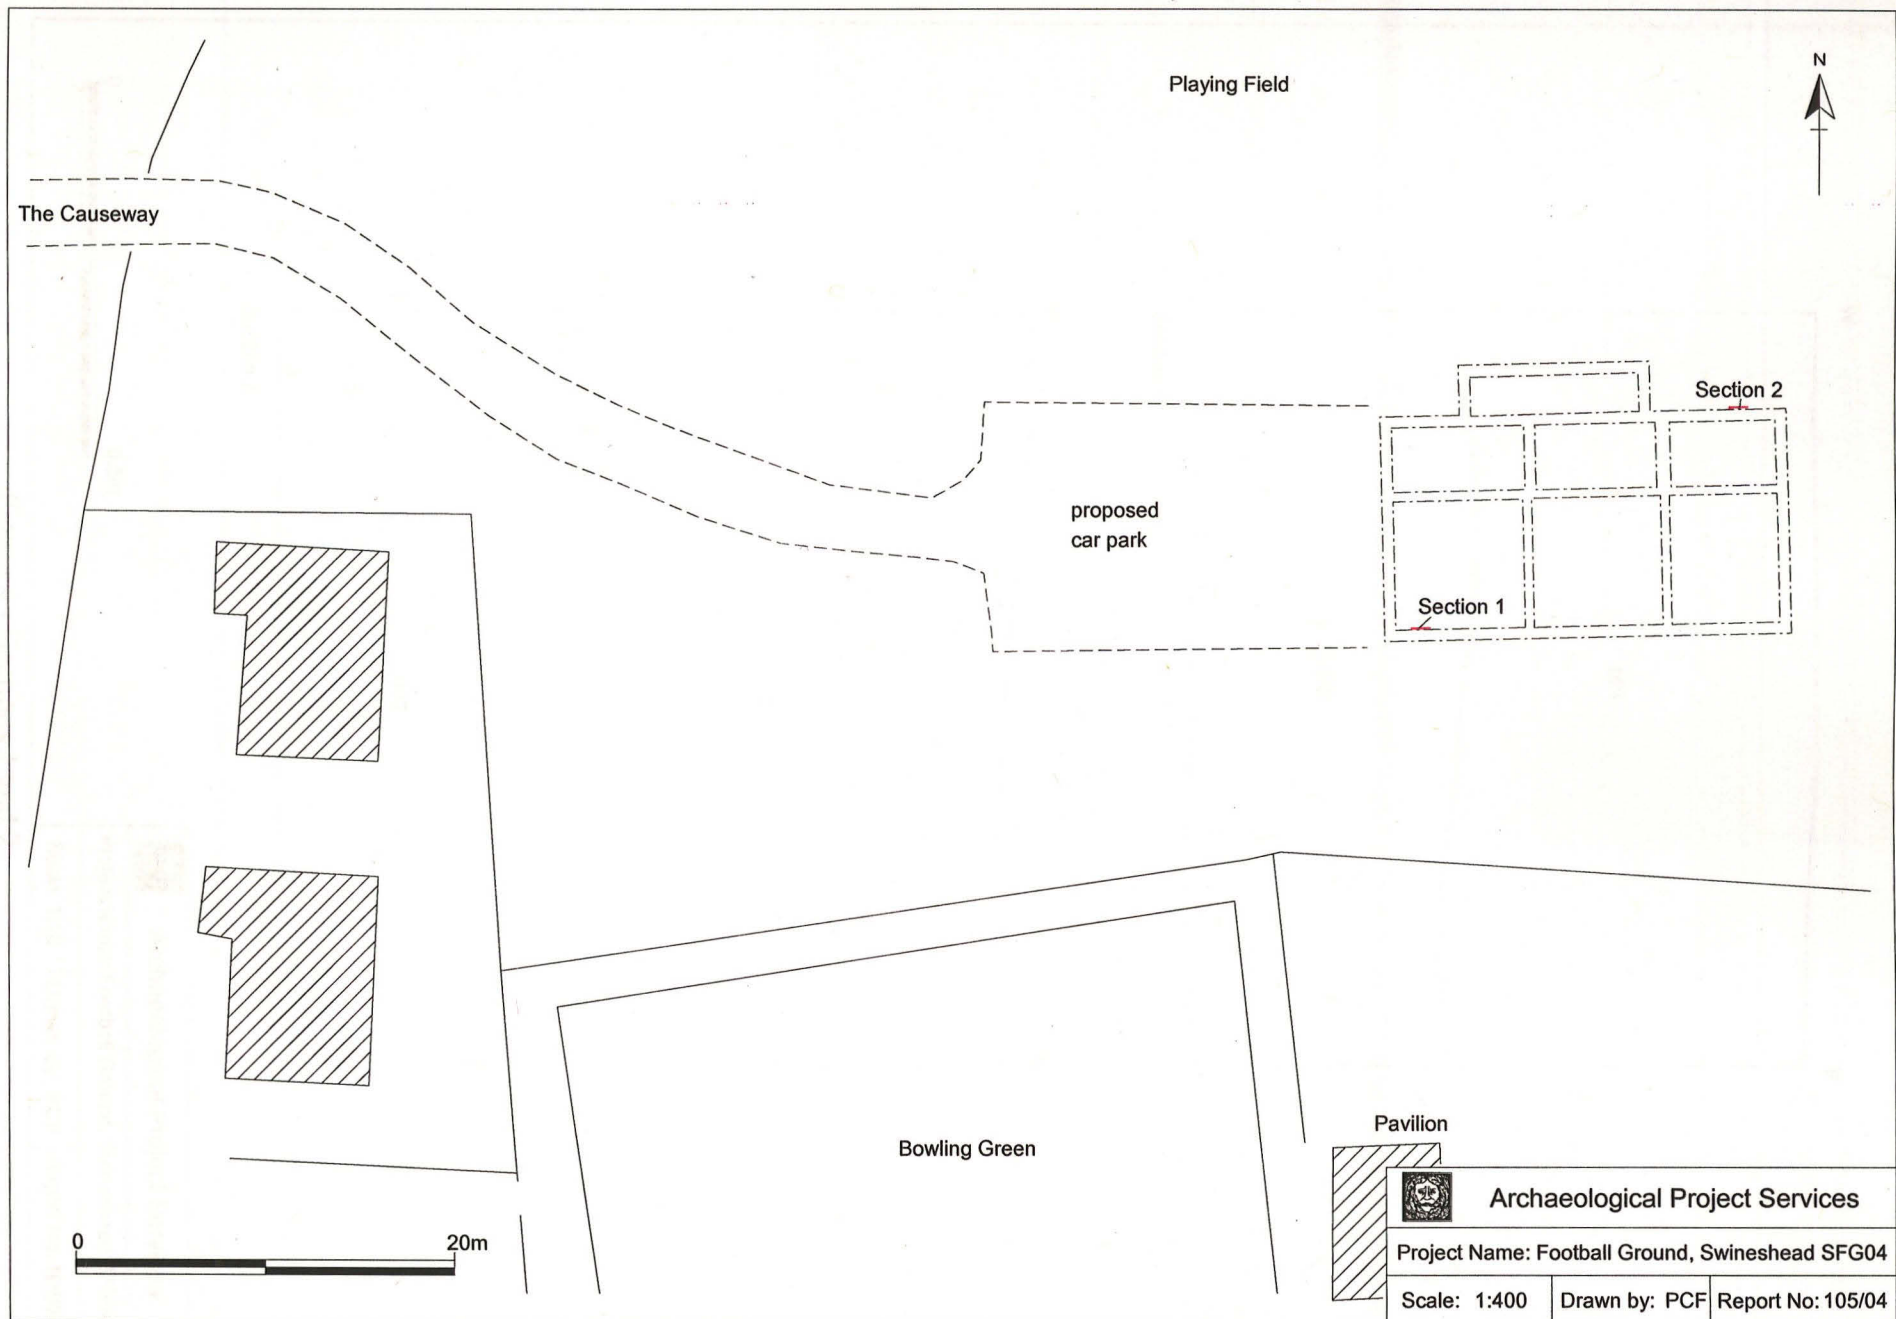 Playing Field
N
The Causeway
Section 2
proposed
car park
Section 1
Bowling Green
Pavilion
0 20m
Archaeological Project Services
Project Name: Football Ground, Swineshead SFG04
Scale: 1:400 Drawn by: PCF Report No: 105/04